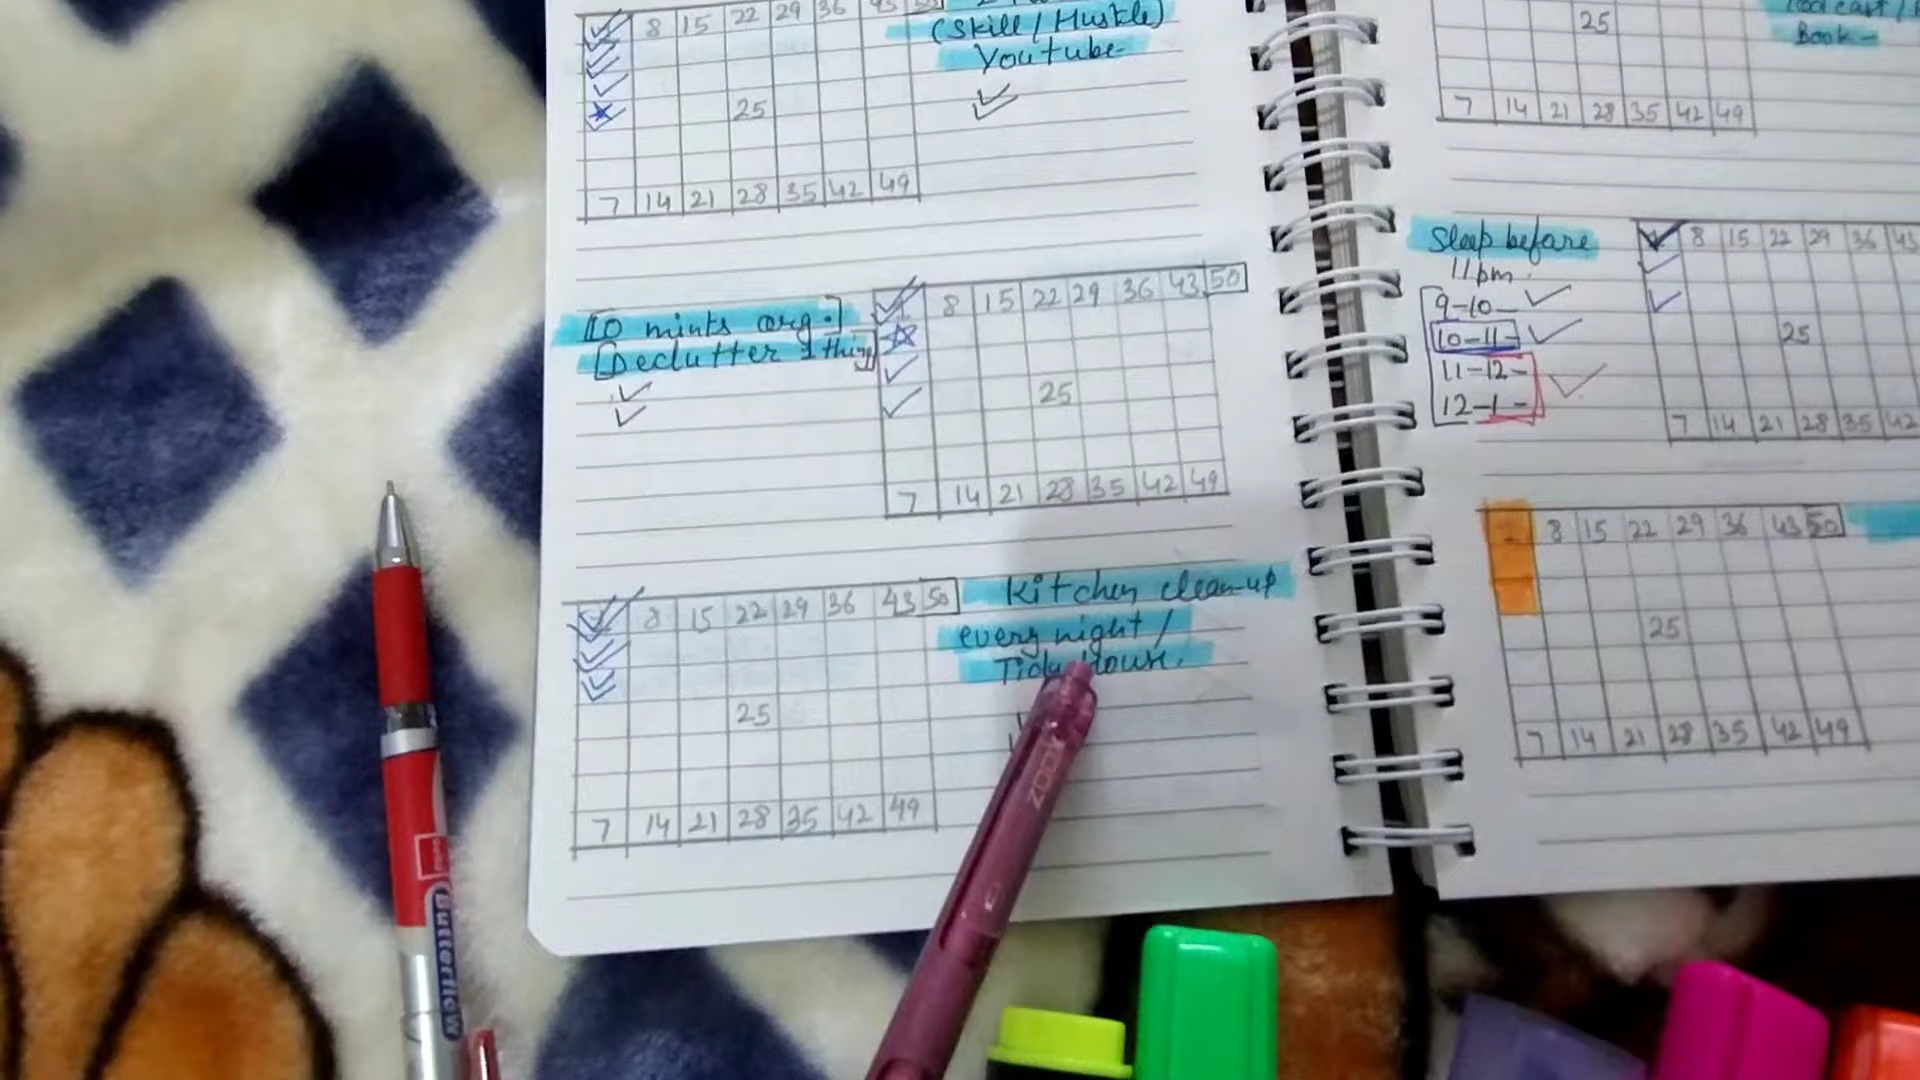 8 15 22 29 36 43 50
(Skill/Hustle)
Youtube
25
7 14 21 28 35 42 49
10 mints org.]
[Declutter 1 thing]
8 15 22 29 36 43 50
25
7 14 21 28 35 42 49
8 15 22 29 36 43 50
Kitchen clean-up
every night /
Tidy House.
25
7 14 21 28 35 42 49
25
Book-
7 14 21 28 35 42 49
Sleep before
11pm.
9-10-
10-11-
11-12-
12-1-
8 15 22 29 36 43
25
7 14 21 28 35 42
8 15 22 29 36 43 50
25
7 14 21 28 35 42 49
Butterflow
ZOOX